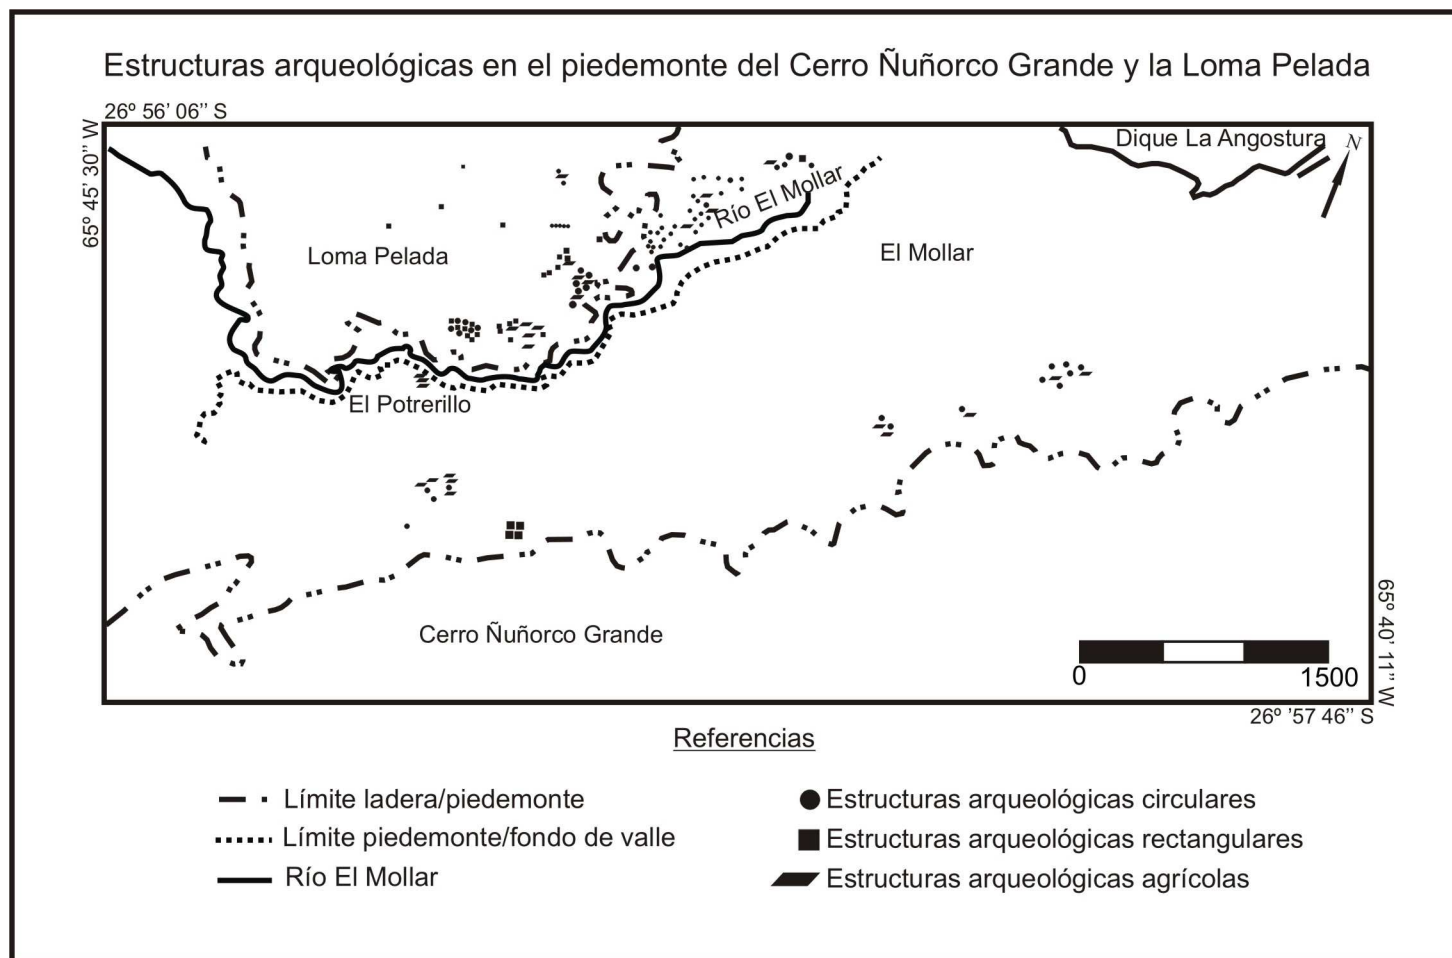 Estructuras arqueológicas en el piedemonte del Cerro Ñuñorco Grande y la Loma Pelada
26º 56’ 06’’ S
65º 45’ 30’’ W
Dique La Angostura
N
Río El Mollar
Loma Pelada
El Mollar
El Potrerillo
Cerro Ñuñorco Grande
0
1500
65º 40’ 11’’ W
26º ’57 46’’ S
Referencias
Límite ladera/piedemonte
Límite piedemonte/fondo de valle
Río El Mollar
Estructuras arqueológicas circulares
Estructuras arqueológicas rectangulares
Estructuras arqueológicas agrícolas